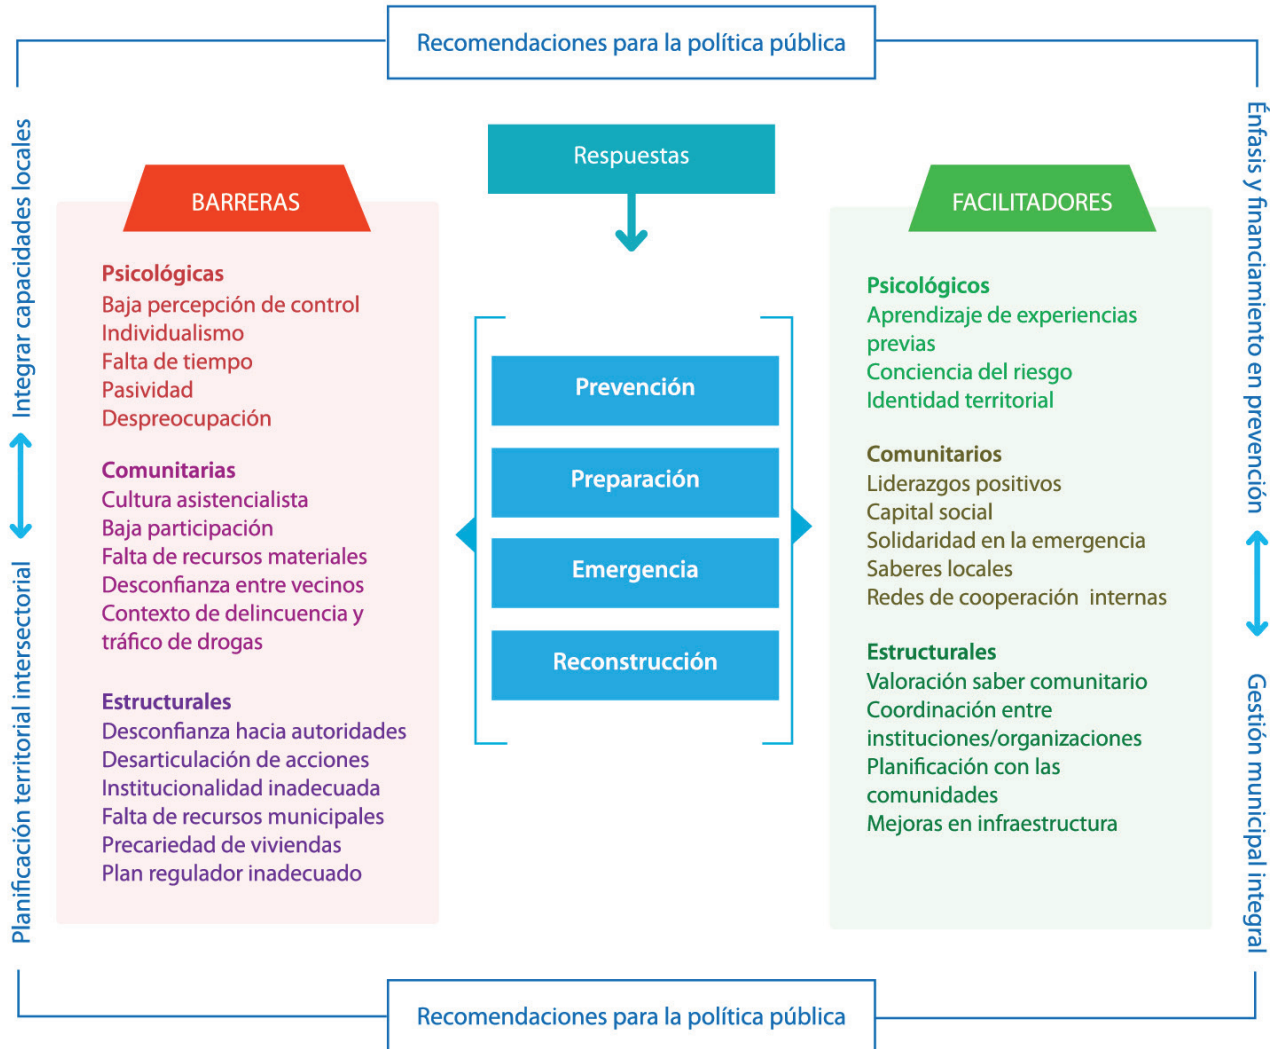 Recomendaciones para la política pública
Integrar capacidades locales
Planificación territorial intersectorial
BARRERAS
Psicológicas
Baja percepción de control
Individualismo
Falta de tiempo
Pasividad
Despreocupación
Comunitarias
Cultura asistencialista
Baja participación
Falta de recursos materiales
Desconfianza entre vecinos
Contexto de delincuencia y
tráfico de drogas
Estructurales
Desconfianza hacia autoridades
Desarticulación de acciones
Institucionalidad inadecuada
Falta de recursos municipales
Precariedad de viviendas
Plan regulador inadecuado
Respuestas
Prevención
Preparación
Emergencia
Reconstrucción
FACILITADORES
Psicológicos
Aprendizaje de experiencias
previas
Conciencia del riesgo
Identidad territorial
Comunitarios
Liderazgos positivos
Capital social
Solidaridad en la emergencia
Saberes locales
Redes de cooperación internas
Estructurales
Valoración saber comunitario
Coordinación entre
instituciones/organizaciones
Planificación con las
comunidades
Mejoras en infraestructura
Énfasis y financiamiento en prevención
Gestión municipal integral
Recomendaciones para la política pública